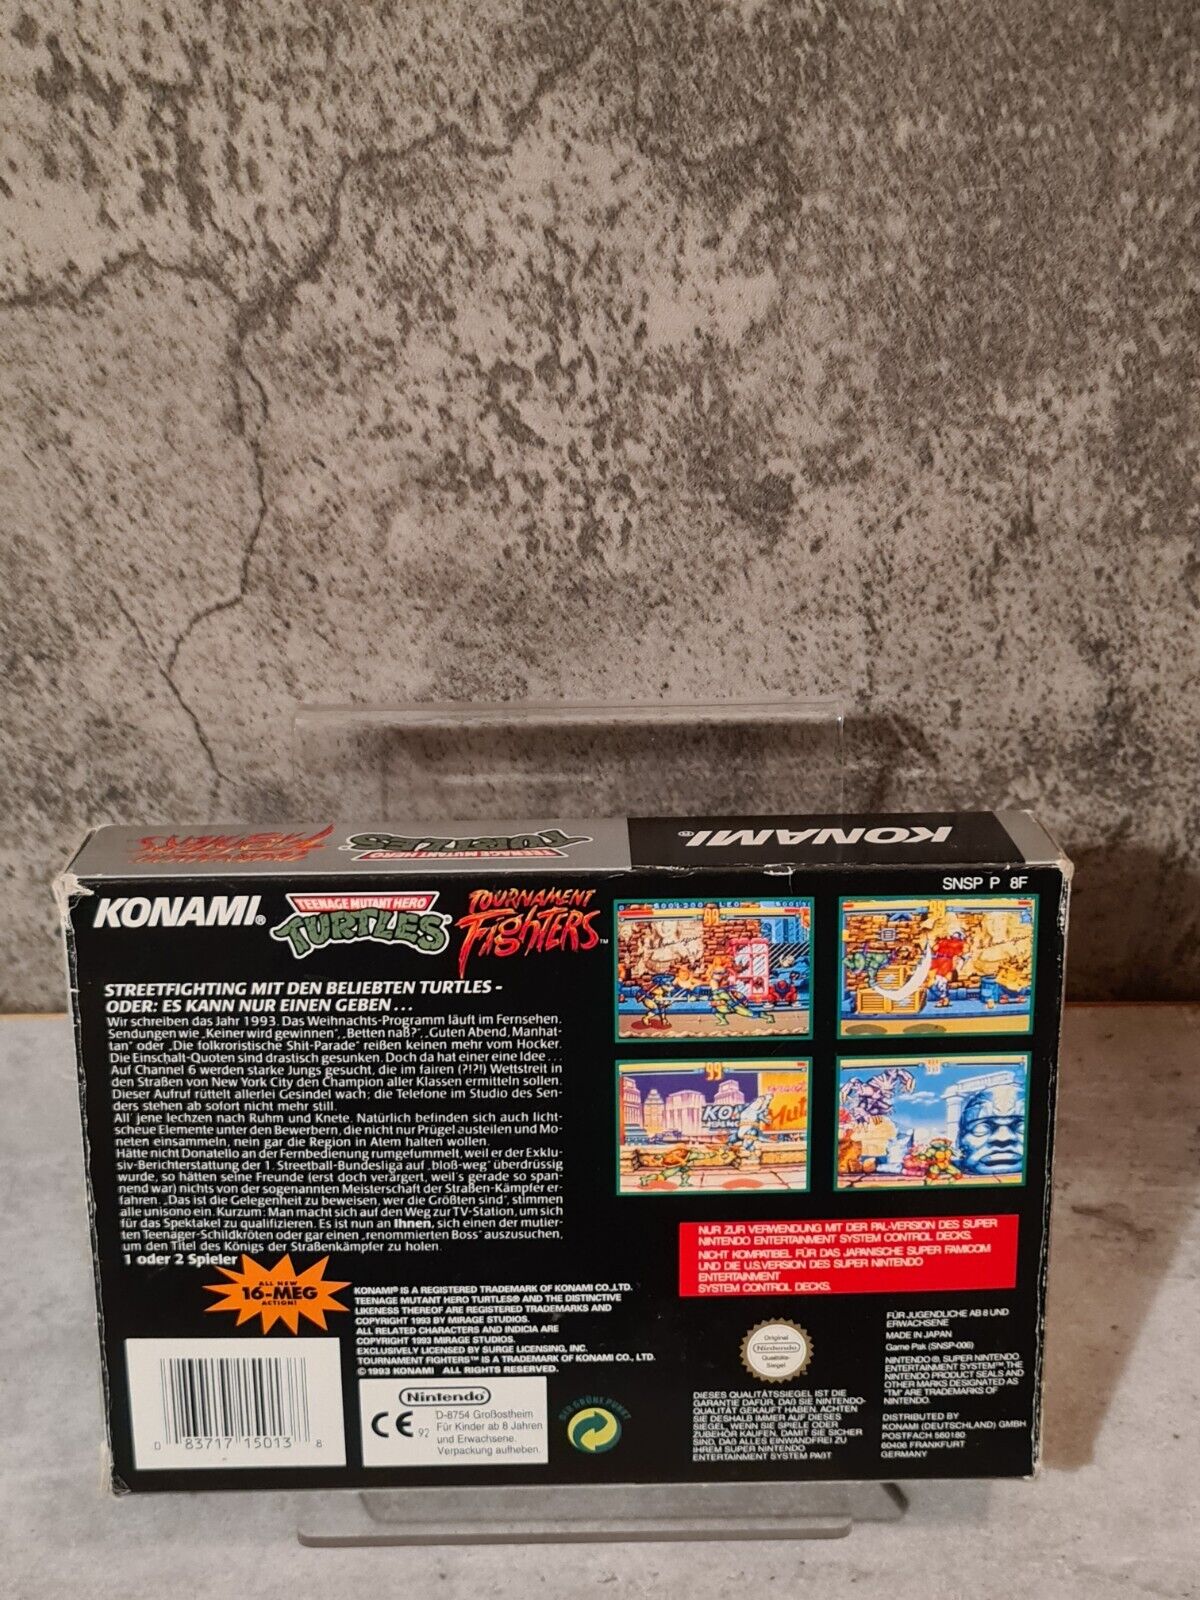 KONAMI®
TEENAGE MUTANT HERO
TURTLES
TOURNAMENT
FIGHTERS
SNSP P 8F
KONAMI®
TEENAGE MUTANT HERO
TURTLES®
TOURNAMENT
FIGHTERS™
STREETFIGHTING MIT DEN BELIEBTEN TURTLES -
ODER: ES KANN NUR EINEN GEBEN ...
Wir schreiben das Jahr 1993. Das Weihnachts-Programm läuft im Fernsehen.
Sendungen wie „Keiner wird gewinnen", „Betten naß?", „Guten Abend, Manhat-
tan" oder „Die folkroristische Shit-Parade" reißen keinen mehr vom Hocker.
Die Einschalt-Quoten sind drastisch gesunken. Doch da hat einer eine Idee ...
Auf Channel 6 werden starke Jungs gesucht, die im fairen (?!?!) Wettstreit in
den Straßen von New York City den Champion aller Klassen ermitteln sollen.
Dieser Aufruf rüttelt allerlei Gesindel wach; die Telefone im Studio des Sen-
ders stehen ab sofort nicht mehr still.
All' jene lechzen nach Ruhm und Knete. Natürlich befinden sich auch licht-
scheue Elemente unter den Bewerbern, die nicht nur Prügel austeilen und Mo-
neten einsammeln, nein gar die Region in Atem halten wollen.
Hätte nicht Donatello an der Fernbedienung rumgefummelt, weil er der Exklu-
siv-Berichterstattung der 1. Streetball-Bundesliga auf „bloß-weg" überdrüssig
wurde, so hätten seine Freunde (erst doch verärgert, weil's gerade so span-
nend war) nichts von der sogenannten Meisterschaft der Straßen-Kämpfer er-
fahren. „Das ist die Gelegenheit zu beweisen, wer die Größten sind", stimmen
alle unisono ein. Kurzum: Man macht sich auf den Weg zur TV-Station, um sich
für das Spektakel zu qualifizieren. Es ist nun an Ihnen, sich einen der mutier-
ten Teenager-Schildkröten oder gar einen „renommierten Boss" auszusuchen,
um den Titel des Königs der Straßenkämpfer zu holen.
1 oder 2 Spieler
ALL NEW
16-MEG
ACTION!
KONAMI® IS A REGISTERED TRADEMARK OF KONAMI CO., LTD.
TEENAGE MUTANT HERO TURTLES® AND THE DISTINCTIVE
LIKENESS THEREOF ARE REGISTERED TRADEMARKS AND
COPYRIGHT 1993 BY MIRAGE STUDIOS.
ALL RELATED CHARACTERS AND INDICIA ARE
COPYRIGHT 1993 MIRAGE STUDIOS.
EXCLUSIVELY LICENSED BY SURGE LICENSING, INC.
TOURNAMENT FIGHTERS™ IS A TRADEMARK OF KONAMI CO., LTD.
© 1993 KONAMI ALL RIGHTS RESERVED.
0 83717 15013 8
Nintendo®
CE 92
D-8754 Großostheim
Für Kinder ab 8 Jahren
und Erwachsene.
Verpackung aufheben.
DER GRÜNE PUNKT
98
LEO
99
99
KO
NUR ZUR VERWENDUNG MIT DER PAL-VERSION DES SUPER
NINTENDO ENTERTAINMENT SYSTEM CONTROL DECKS.
NICHT KOMPATIBEL FÜR DAS JAPANISCHE SUPER FAMICOM
UND DIE U.S.VERSION DES SUPER NINTENDO
ENTERTAINMENT
SYSTEM CONTROL DECKS.
Original
Nintendo
Qualitäts-
Siegel
DIESES QUALITÄTSSIEGEL IST DIE
GARANTIE DAFÜR, DAß SIE NINTENDO-
QUALITÄT GEKAUFT HABEN. ACHTEN
SIE DESHALB IMMER AUF DIESES
SIEGEL, WENN SIE SPIELE ODER
ZUBEHÖR KAUFEN, DAMIT SIE SICHER
SIND, DAß ALLES EINWANDFREI ZU
IHREM SUPER NINTENDO
ENTERTAINMENT SYSTEM PAßT
FÜR JUGENDLICHE AB 8 UND
ERWACHSENE
MADE IN JAPAN
Game Pak (SNSP-006)
NINTENDO®, SUPER NINTENDO
ENTERTAINMENT SYSTEM™, THE
NINTENDO PRODUCT SEALS AND
OTHER MARKS DESIGNATED AS
"TM" ARE TRADEMARKS OF
NINTENDO.
DISTRIBUTED BY
KONAMI (DEUTSCHLAND) GMBH
POSTFACH 560180
60406 FRANKFURT
GERMANY